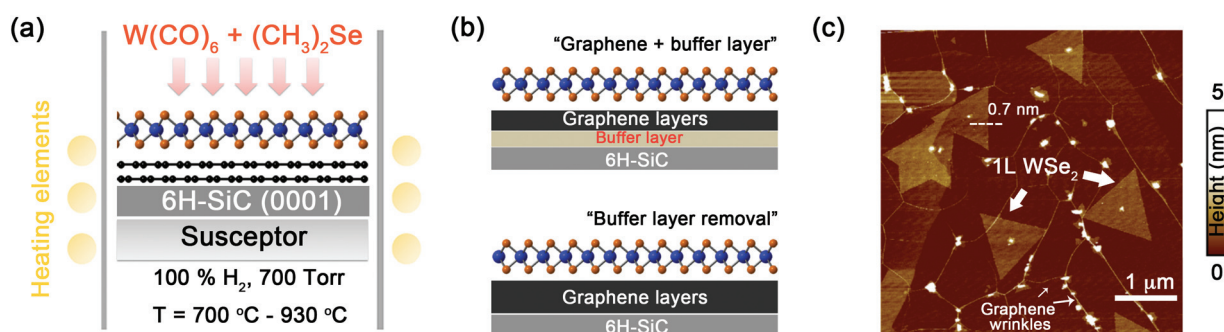 (a)
W(CO)₆ + (CH₃)₂Se
Heating elements
6H-SiC (0001)
Susceptor
100 % H₂, 700 Torr
T = 700 °C - 930 °C
(b)
“Graphene + buffer layer”
Graphene layers
Buffer layer
6H-SiC
“Buffer layer removal”
Graphene layers
6H-SiC
(c)
0.7 nm
1L WSe₂
Graphene
wrinkles
1 μm
5
Height (nm)
0